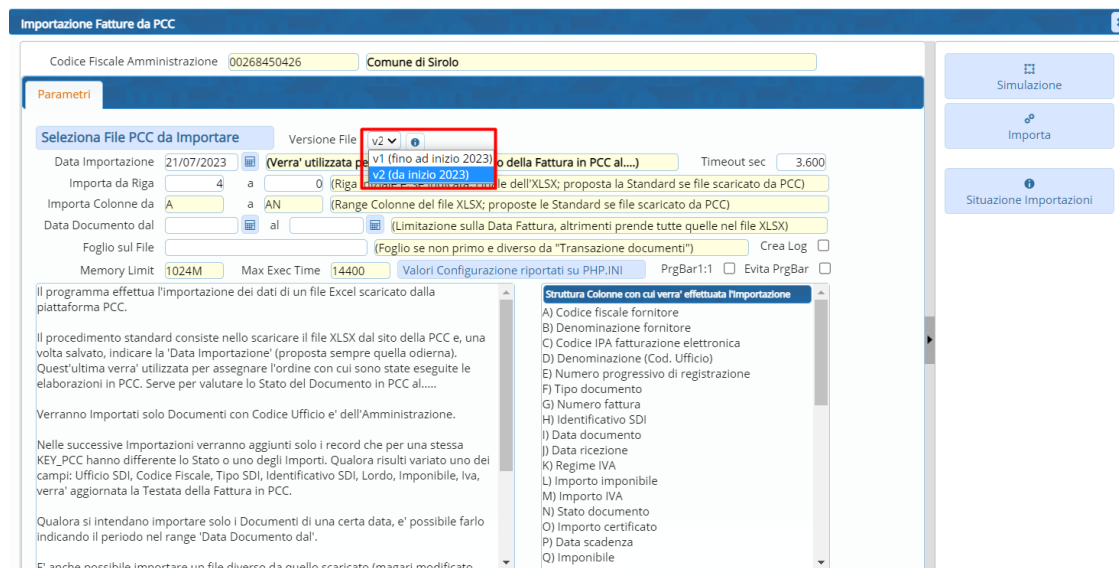 Importazione Fatture da PCC
Codice Fiscale Amministrazione 00268450426 Comune di Sirolo
Simulazione
Importa
Situazione Importazioni
Parametri
Seleziona File PCC da Importare Versione File v2
v1 (fino ad inizio 2023)
v2 (da inizio 2023)
Data Importazione 21/07/2023 (Verra' utilizzata pe o della Fattura in PCC al....) Timeout sec 3.600
Importa da Riga 4 a 0 (Riga dell'XLSX; proposta la Standard se file scaricato da PCC)
Importa Colonne da A a AN (Range Colonne del file XLSX; proposte le Standard se file scaricato da PCC)
Data Documento dal al (Limitazione sulla Data Fattura, altrimenti prende tutte quelle nel file XLSX)
Foglio sul File (Foglio se non primo e diverso da "Transazione documenti") Crea Log
Memory Limit 1024M Max Exec Time 14400 Valori Configurazione riportati su PHP.INI PrgBar1:1 Evita PrgBar
Il programma effettua l'importazione dei dati di un file Excel scaricato dalla
piattaforma PCC.
Il procedimento standard consiste nello scaricare il file XLSX dal sito della PCC e, una
volta salvato, indicare la 'Data Importazione' (proposta sempre quella odierna).
Quest'ultima verra' utilizzata per assegnare l'ordine con cui sono state eseguite le
elaborazioni in PCC. Serve per valutare lo Stato del Documento in PCC al.....
Verranno Importati solo Documenti con Codice Ufficio e' dell'Amministrazione.
Nelle successive Importazioni verranno aggiunti solo i record che per una stessa
KEY_PCC hanno differente lo Stato o uno degli Importi. Qualora risulti variato uno dei
campi: Ufficio SDI, Codice Fiscale, Tipo SDI, Identificativo SDI, Lordo, Imponibile, Iva,
verra' aggiornata la Testata della Fattura in PCC.
Qualora si intendano importare solo i Documenti di una certa data, e' possibile farlo
indicando il periodo nel range 'Data Documento dal'.
E' anche possibile importare un file diverso da quello scaricato (magari modificato
Struttura Colonne con cui verra' effettuata l'Importazione
A) Codice fiscale fornitore
B) Denominazione fornitore
C) Codice IPA fatturazione elettronica
D) Denominazione (Cod. Ufficio)
E) Numero progressivo di registrazione
F) Tipo documento
G) Numero fattura
H) Identificativo SDI
I) Data documento
J) Data ricezione
K) Regime IVA
L) Importo imponibile
M) Importo IVA
N) Stato documento
O) Importo certificato
P) Data scadenza
Q) Imponibile